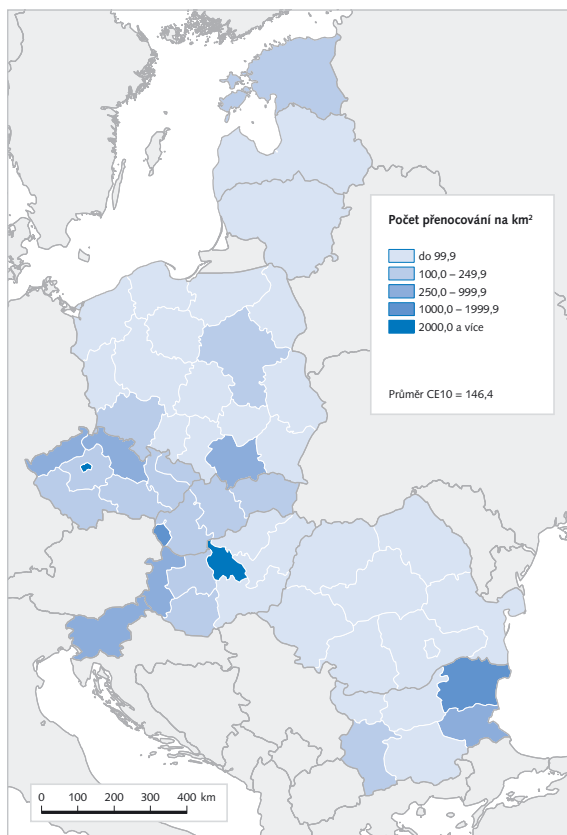 Počet přenocování na km²
do 99,9
100,0 – 249,9
250,0 – 999,9
1000,0 – 1999,9
2000,0 a více
Průměr CE10 = 146,4
0 100 200 300 400 km